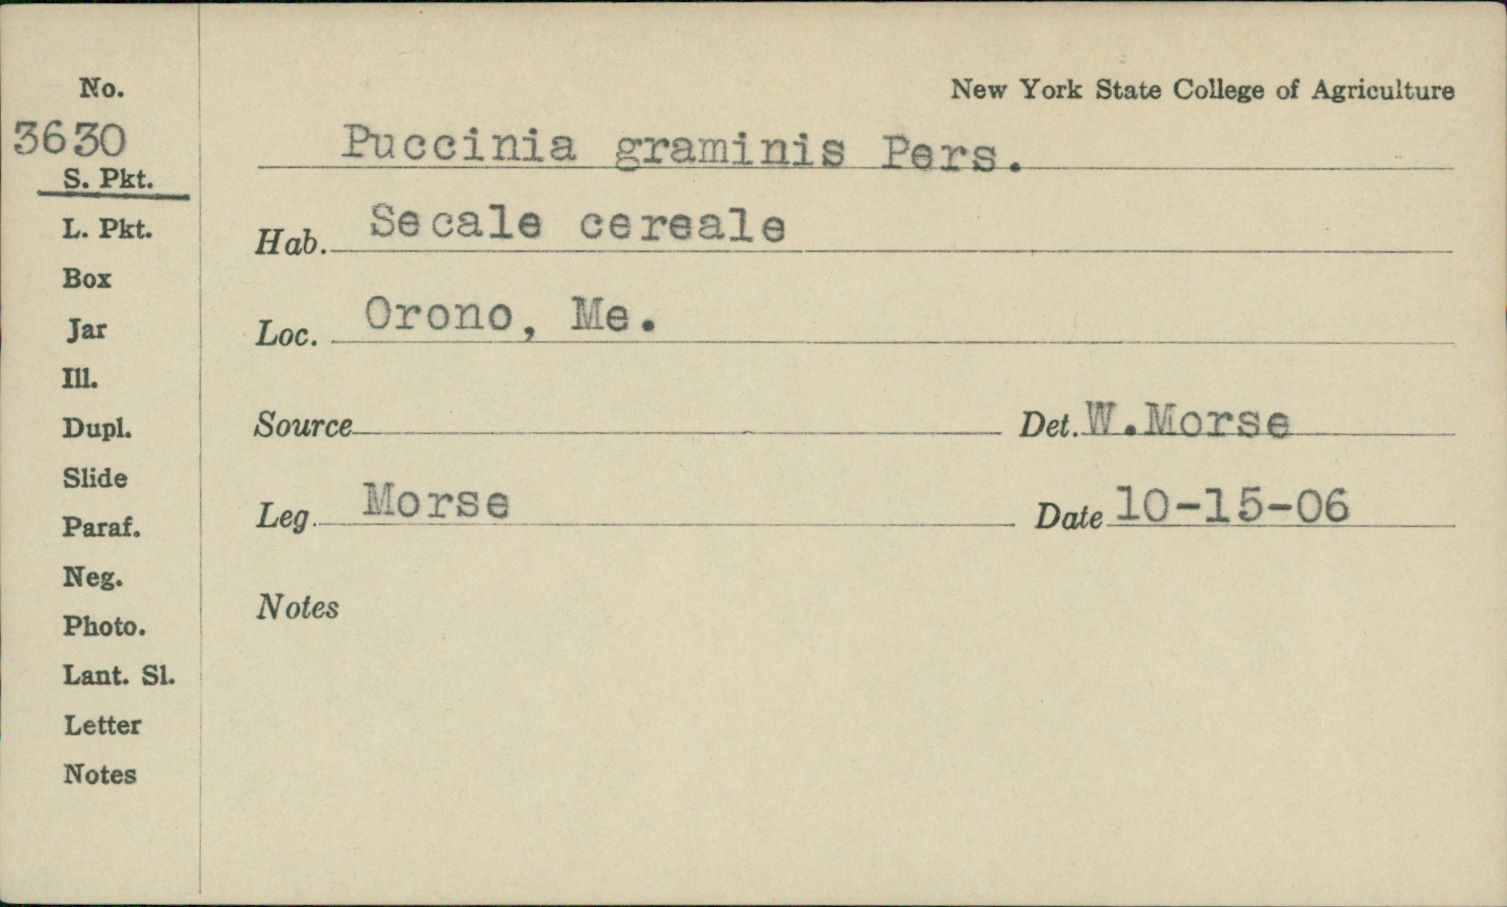 No.
3630
S. Pkt.
L. Pkt.
Box
Jar
Ill.
Dupl.
Slide
Paraf.
Neg.
Photo.
Lant. Sl.
Letter
Notes
New York State College of Agriculture
Puccinia graminis Pers.
Hab. Secale cereale
Loc. Orono, Me.
Source Det. W.Morse
Leg. Morse Date 10-15-06
Notes